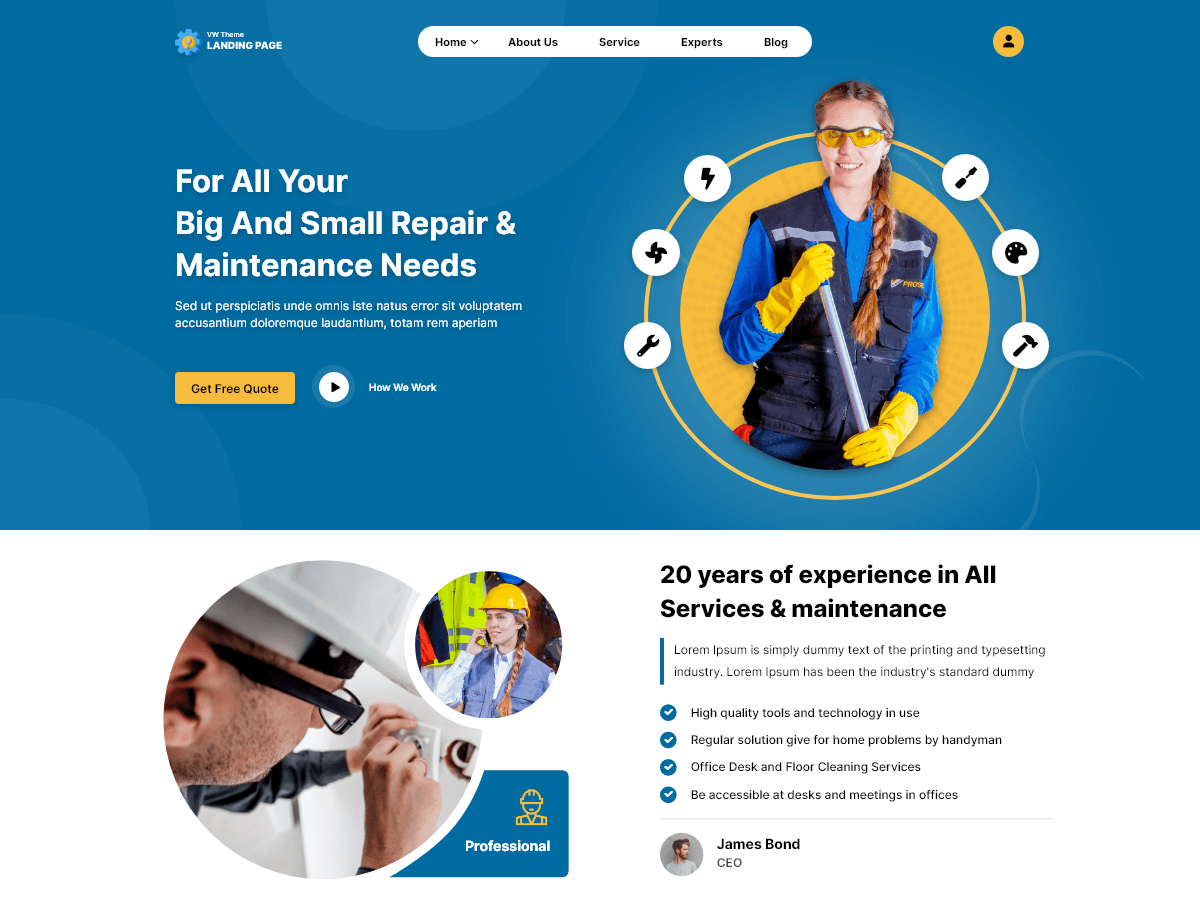 VW Theme
LANDING PAGE
Home
About Us
Service
Experts
Blog
For All Your
Big And Small Repair &
Maintenance Needs
Sed ut perspiciatis unde omnis iste natus error sit voluptatem
accusantium doloremque laudantium, totam rem aperiam
Get Free Quote
How We Work
20 years of experience in All
Services & maintenance
Lorem Ipsum is simply dummy text of the printing and typesetting
industry. Lorem Ipsum has been the industry's standard dummy
High quality tools and technology in use
Regular solution give for home problems by handyman
Office Desk and Floor Cleaning Services
Be accessible at desks and meetings in offices
Professional
James Bond
CEO